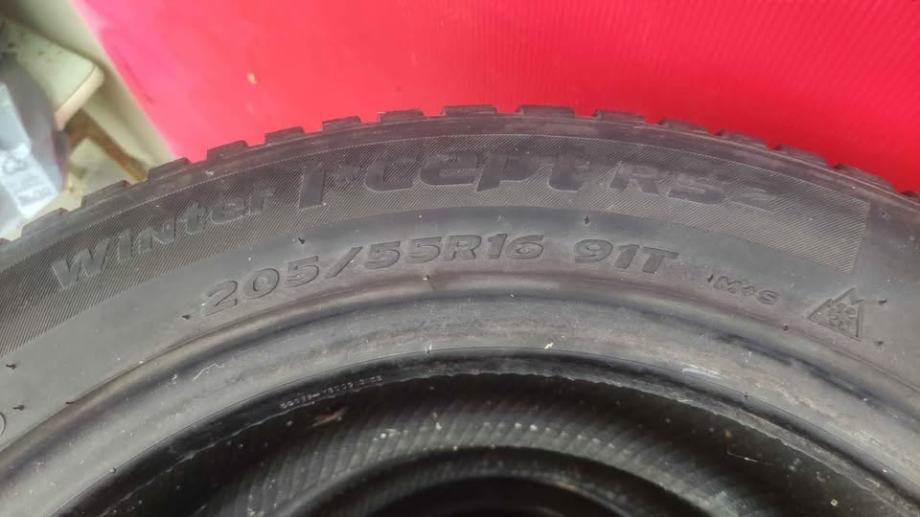 Winter I*cept RS2
205/55R16 91T M+S